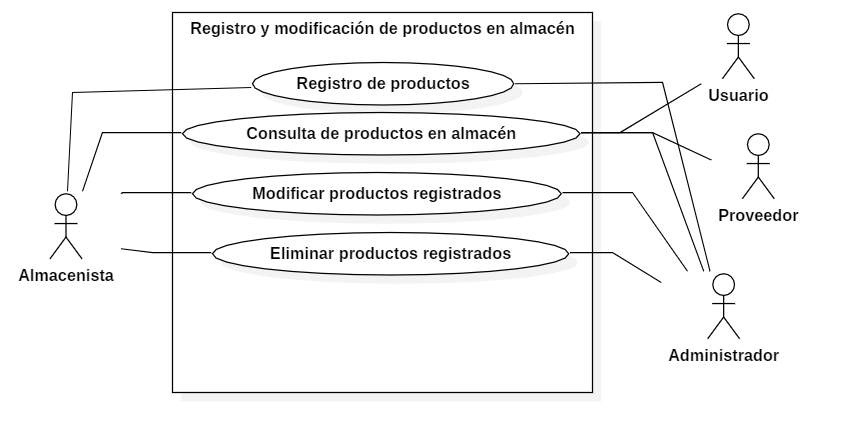 Registro y modificación de productos en almacén
Registro de productos
Usuario
Consulta de productos en almacén
Modificar productos registrados
Proveedor
Eliminar productos registrados
Almacenista
Administrador